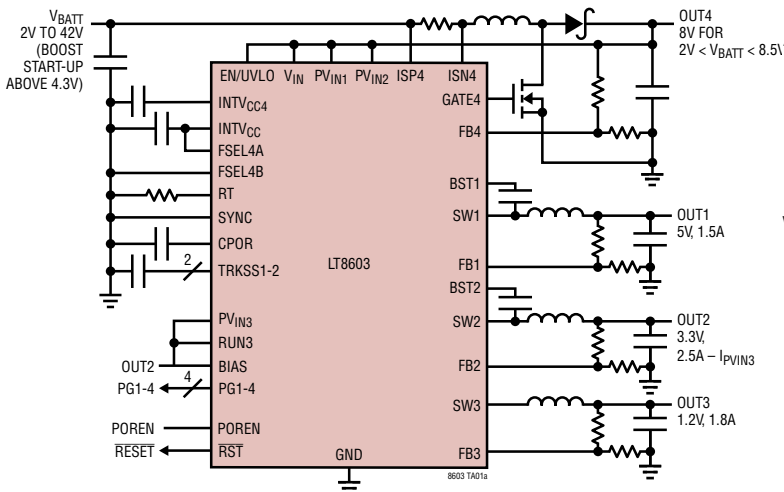 VBATT
2V TO 42V
(BOOST
START-UP
ABOVE 4.3V)
OUT4
8V FOR
2V < VBATT < 8.5V
EN/UVLO VIN PVIN1 PVIN2 ISP4 ISN4
INTVCC4
INTVCC
FSEL4A
FSEL4B
RT
SYNC
CPOR
2
TRKSS1-2
PVIN3
RUN3
OUT2
BIAS
4
PG1-4
PG1-4
POREN
POREN
RESET
RST
LT8603
GND
GATE4
FB4
BST1
SW1
FB1
BST2
SW2
FB2
SW3
FB3
OUT1
5V, 1.5A
OUT2
3.3V,
2.5A – IPVIN3
OUT3
1.2V, 1.8A
8603 TA01a